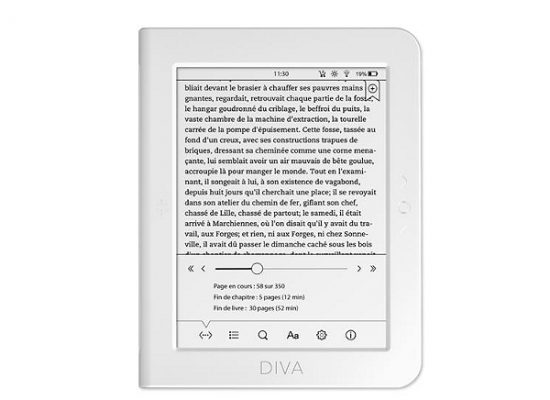 11:30 19%
bliait devant le brasier à chauffer ses pauvres mains
gnantes, regardait, retrouvait chaque partie de la fosse,
le hangar goudronné du criblage, le beffroi du puits, la
vaste chambre de la machine d'extraction, la tourelle
carrée de la pompe d'épuisement. Cette fosse, tassée au
fond d'un creux, avec ses constructions trapues de
briques, dressant sa cheminée comme une corne mena-
çante, lui semblait avoir un air mauvais de bête goulue,
accroupie là pour manger le monde. Tout en l'exami-
nant, il songeait à lui, à son existence de vagabond,
depuis huit jours qu'il cherchait une place; il se revoyait
dans son atelier du chemin de fer, giflant son chef,
chassé de Lille, chassé de partout; le samedi, il était
arrivé à Marchiennes, où l'on disait qu'il y avait du tra-
vail, aux Forges; et rien, ni aux Forges, ni chez Sonne-
ville, il avait dû passer le dimanche caché sous les bois
Page en cours : 58 sur 350
Fin de chapitre : 5 pages (12 min)
Fin de livre : 30 pages (52 min)
Aa
DIVA